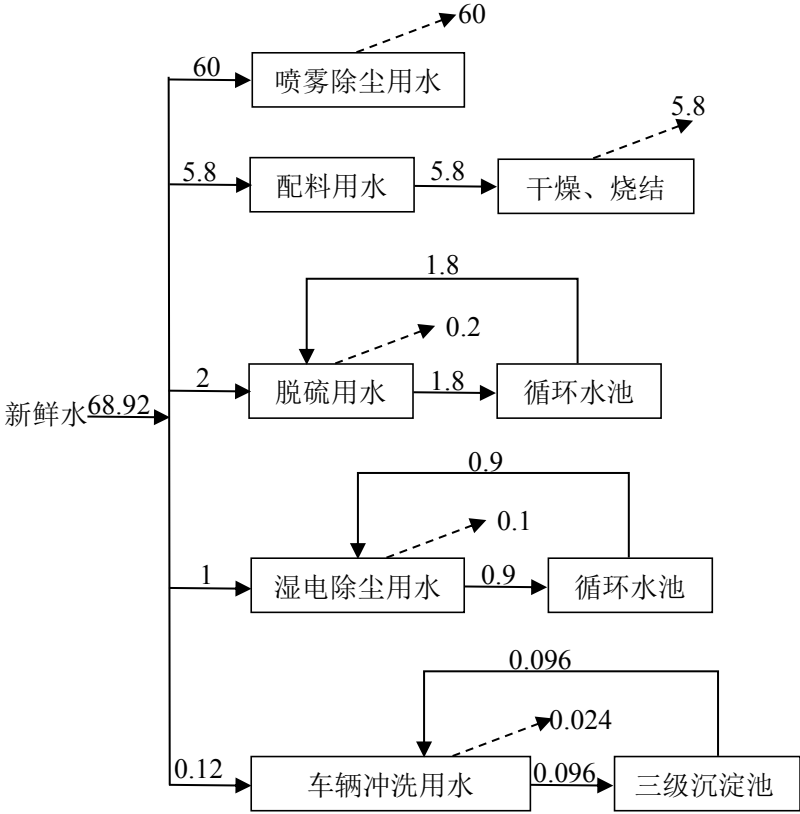 60
60
喷雾除尘用水
5.8
5.8
配料用水
5.8
干燥、烧结
1.8
0.2
2
脱硫用水
1.8
循环水池
新鲜水
68.92
0.9
0.1
1
湿电除尘用水
0.9
循环水池
0.096
0.024
0.12
车辆冲洗用水
0.096
三级沉淀池